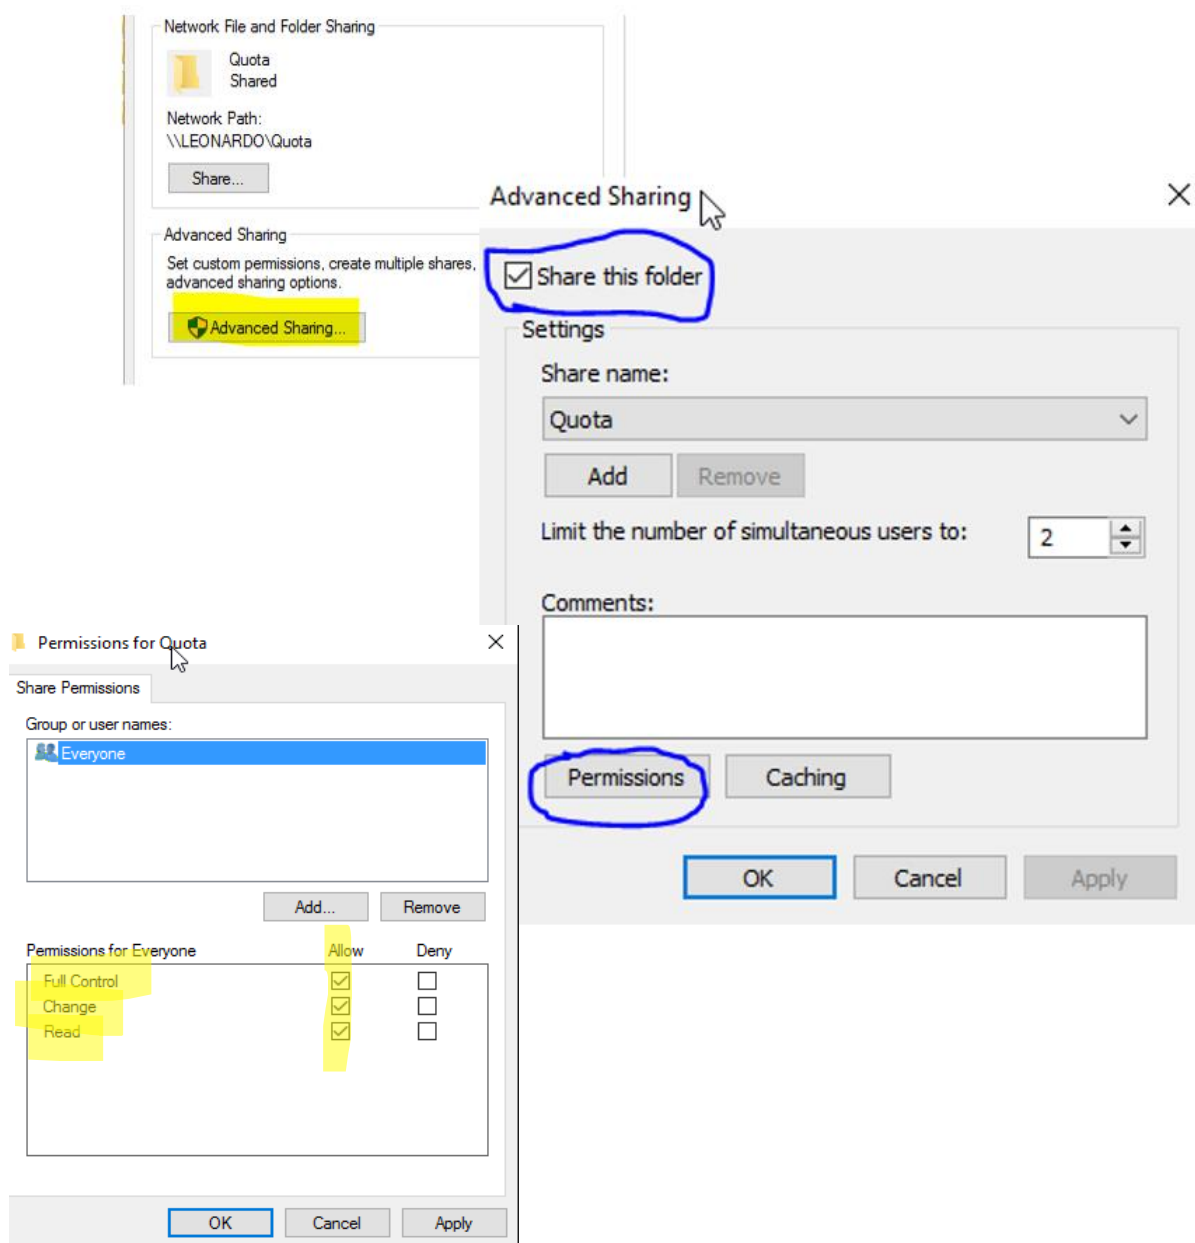 Network File and Folder Sharing
Quota
Shared
Network Path:
\\LEONARDO\Quota
Share...
Advanced Sharing
Set custom permissions, create multiple shares,
advanced sharing options.
Advanced Sharing...
Advanced Sharing
Share this folder
Settings
Share name:
Quota
Add
Remove
Limit the number of simultaneous users to:
2
Comments:
Permissions
Caching
OK
Cancel
Apply
Permissions for Quota
Share Permissions
Group or user names:
Everyone
Add...
Remove
Permissions for Everyone
Allow
Deny
Full Control
Change
Read
OK
Cancel
Apply